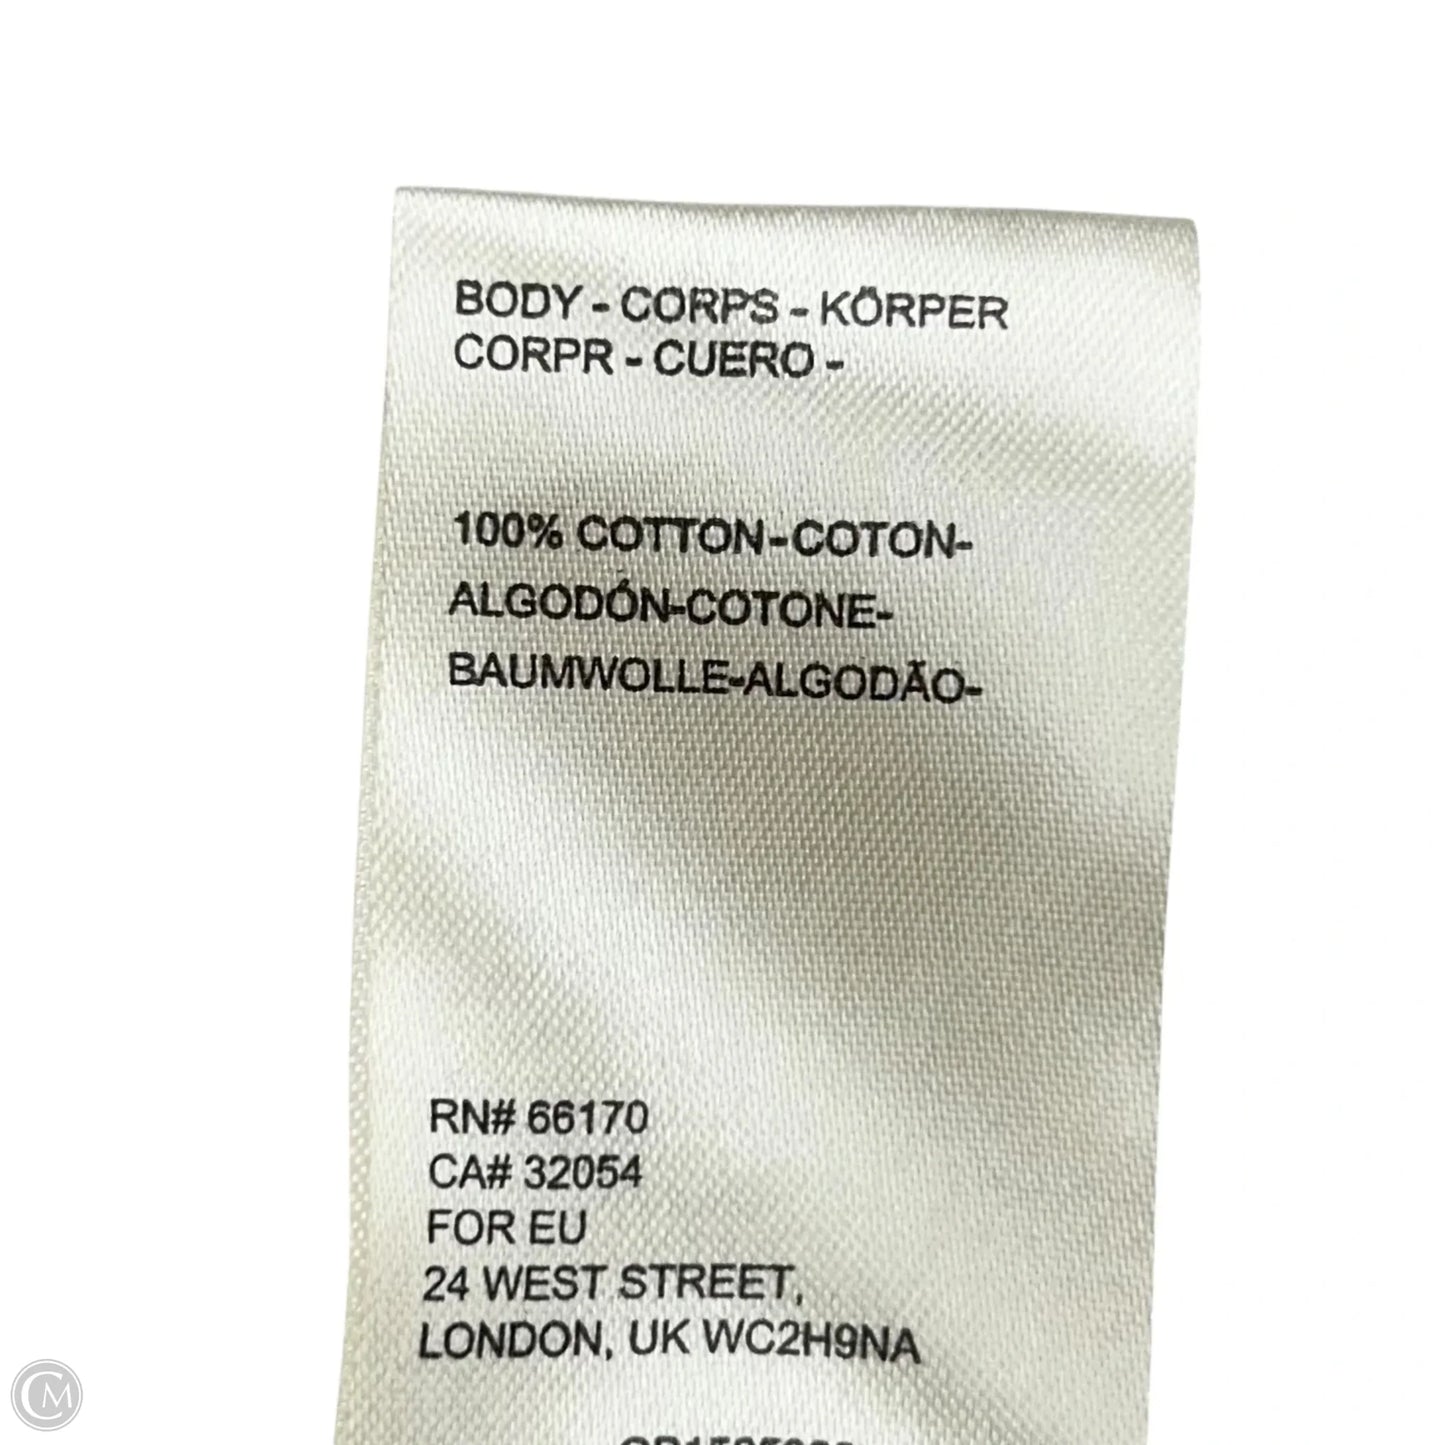 BODY - CORPS - KÖRPER
CORPR - CUERO -
100% COTTON-COTON-
ALGODÓN-COTONE-
BAUMWOLLE-ALGODÃO-
RN# 66170
CA# 32054
FOR EU
24 WEST STREET,
LONDON, UK WC2H9NA
CM